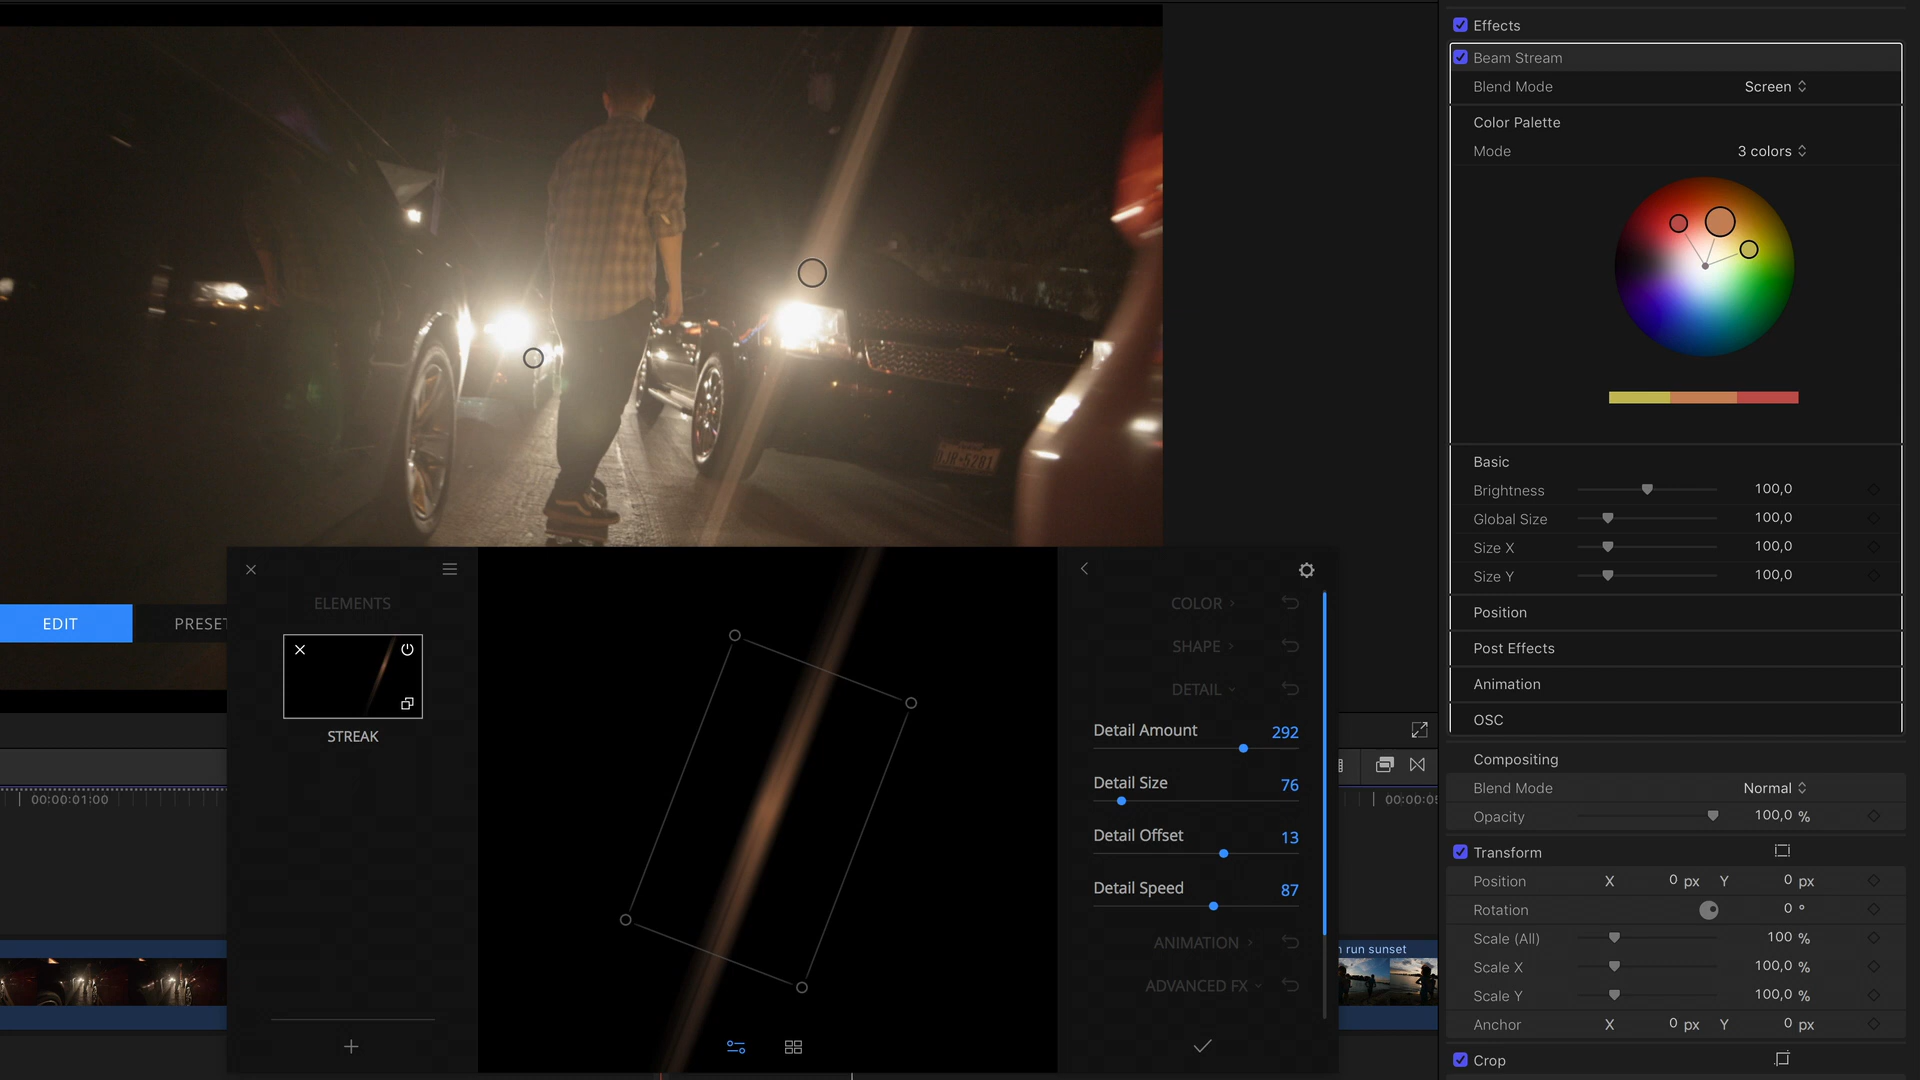 Effects
Beam Stream
Blend Mode Screen
Color Palette
Mode 3 colors
Basic
Brightness 100,0
Global Size 100,0
Size X 100,0
Size Y 100,0
Position
Post Effects
Animation
OSC
Compositing
Blend Mode Normal
Opacity 100,0 %
Transform
Position X 0 px Y 0 px
Rotation 0 °
Scale (All) 100 %
Scale X 100,0 %
Scale Y 100,0 %
Anchor X 0 px Y 0 px
Crop
EDIT
PRESET
ELEMENTS
STREAK
COLOR
SHAPE
DETAIL
Detail Amount 292
Detail Size 76
Detail Offset 13
Detail Speed 87
ANIMATION
ADVANCED FX
00:00:01:00
00:00:05
run sunset